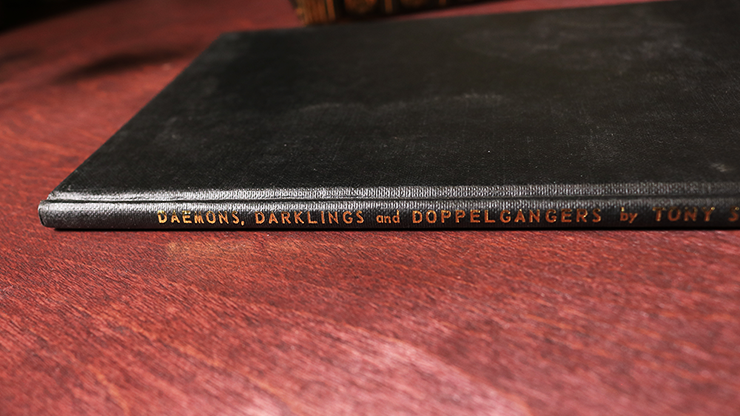 DAEMONS, DARKLINGS and DOPPELGANGERS by TONY S